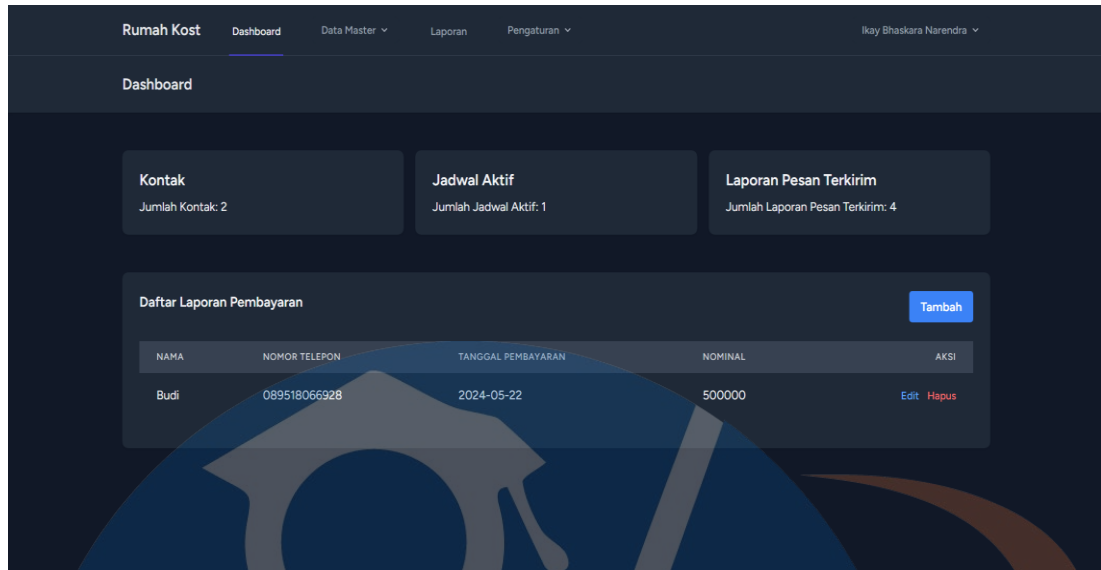 Rumah Kost Dashboard Data Master Laporan Pengaturan Ikay Bhaskara Narendra
Dashboard
Kontak
Jumlah Kontak: 2
Jadwal Aktif
Jumlah Jadwal Aktif: 1
Laporan Pesan Terkirim
Jumlah Laporan Pesan Terkirim: 4
Daftar Laporan Pembayaran
Tambah
NAMA NOMOR TELEPON TANGGAL PEMBAYARAN NOMINAL AKSI
Budi 089518066928 2024-05-22 500000 Edit Hapus